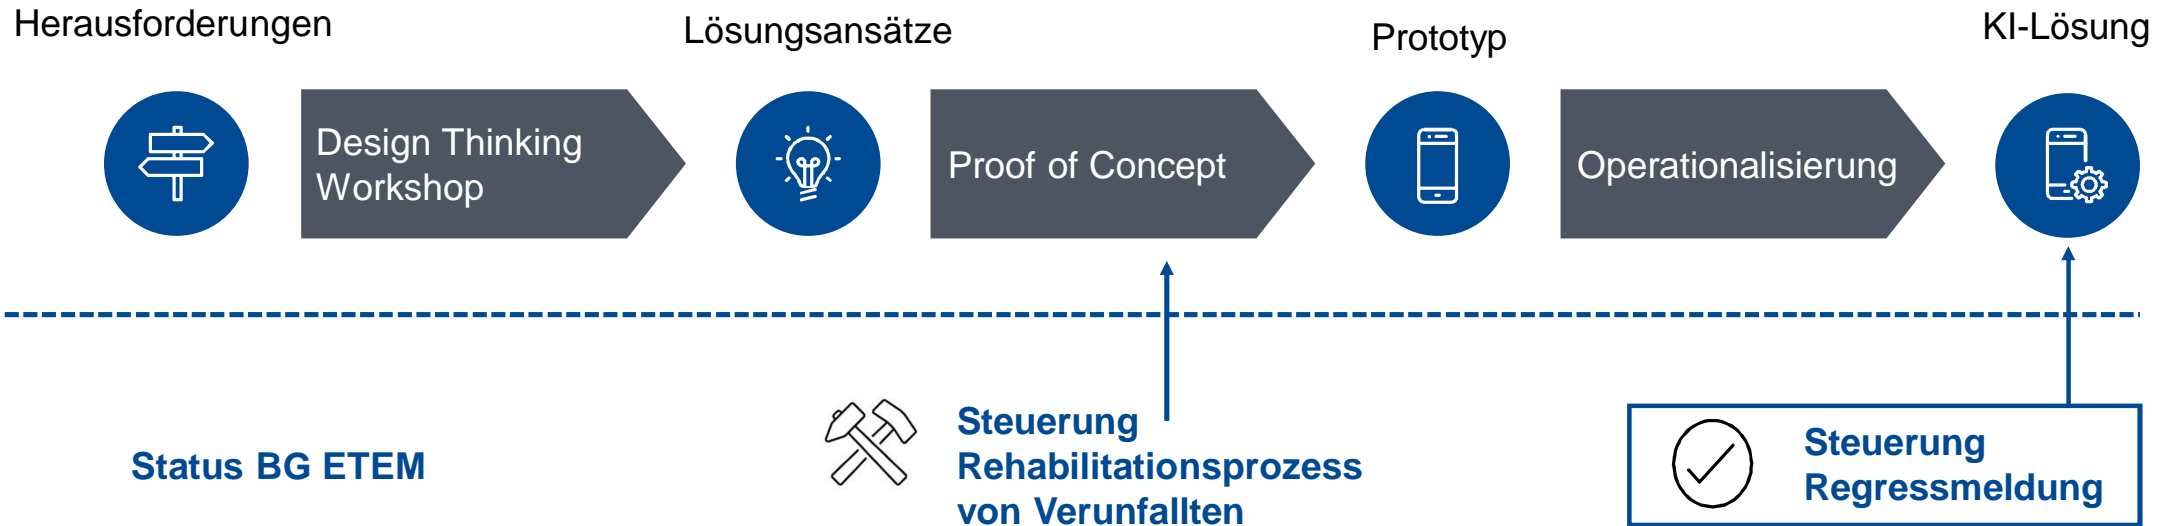 Herausforderungen
Lösungsansätze
Prototyp
KI-Lösung
Design Thinking
Workshop
Proof of Concept
Operationalisierung
Status BG ETEM
Steuerung
Rehabilitationsprozess
von Verunfallten
Steuerung
Regressmeldung